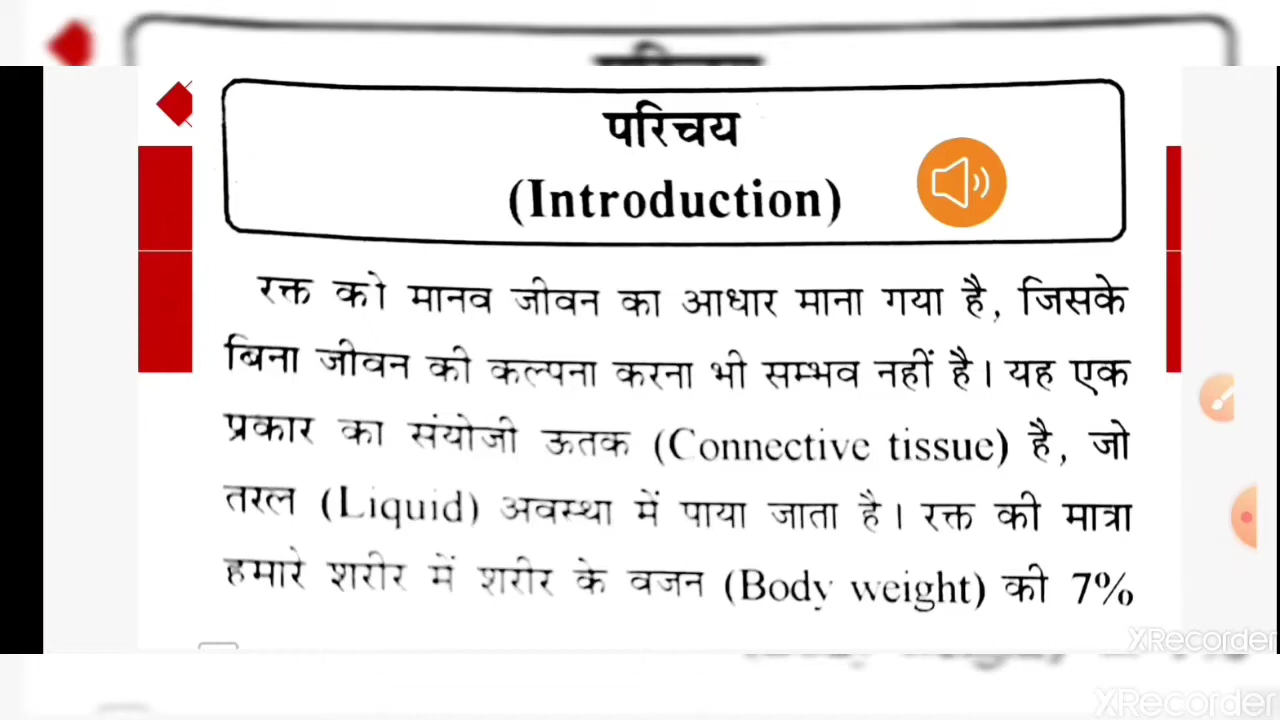 परिचय
(Introduction)
रक्त को मानव जीवन का आधार माना गया है, जिसके
बिना जीवन की कल्पना करना भी सम्भव नहीं है। यह एक
प्रकार का संयोजी ऊतक (Connective tissue) है, जो
तरल (Liquid) अवस्था में पाया जाता है। रक्त की मात्रा
हमारे शरीर में शरीर के वजन (Body weight) की 7%
XRecorder
XRecorder